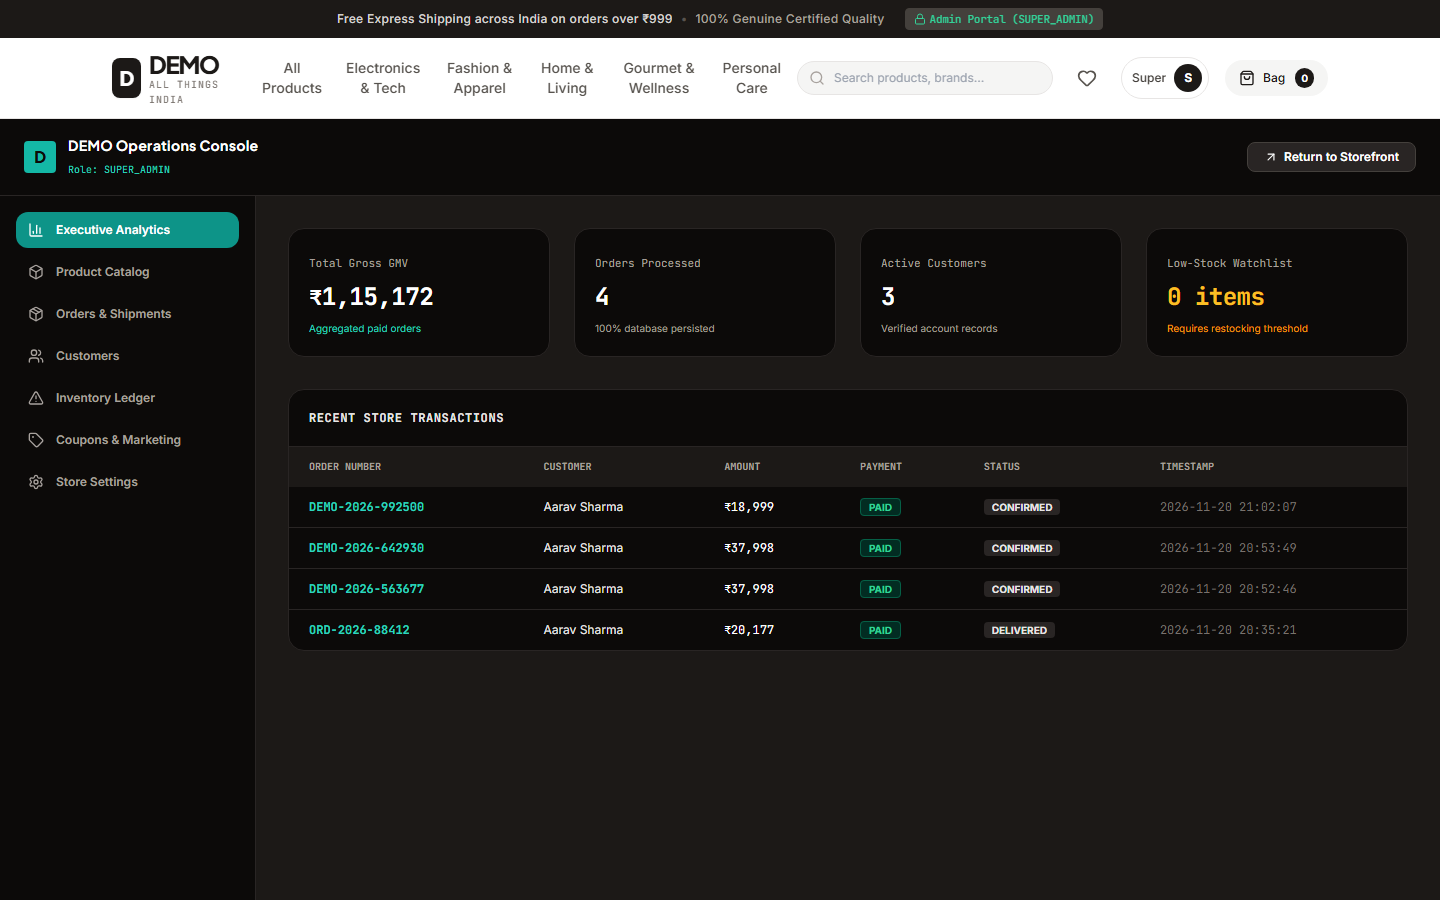 Free Express Shipping across India on orders over ₹999 • 100% Genuine Certified Quality Admin Portal (SUPER_ADMIN)
D DEMO
ALL THINGS
INDIA
All
Products
Electronics
& Tech
Fashion &
Apparel
Home &
Living
Gourmet &
Wellness
Personal
Care
Search products, brands...
Super S
Bag 0
D DEMO Operations Console
Role: SUPER_ADMIN
Return to Storefront
Executive Analytics
Product Catalog
Orders & Shipments
Customers
Inventory Ledger
Coupons & Marketing
Store Settings
Total Gross GMV
₹1,15,172
Aggregated paid orders
Orders Processed
4
100% database persisted
Active Customers
3
Verified account records
Low-Stock Watchlist
0 items
Requires restocking threshold
RECENT STORE TRANSACTIONS
ORDER NUMBER CUSTOMER AMOUNT PAYMENT STATUS TIMESTAMP
DEMO-2026-992500 Aarav Sharma ₹18,999 PAID CONFIRMED 2026-11-20 21:02:07
DEMO-2026-642930 Aarav Sharma ₹37,998 PAID CONFIRMED 2026-11-20 20:53:49
DEMO-2026-563677 Aarav Sharma ₹37,998 PAID CONFIRMED 2026-11-20 20:52:46
ORD-2026-88412 Aarav Sharma ₹20,177 PAID DELIVERED 2026-11-20 20:35:21